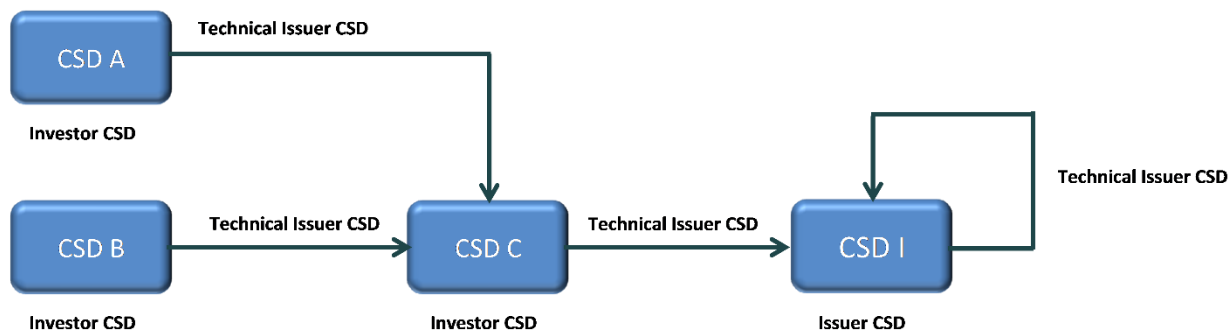 Technical Issuer CSD
CSD A
Investor CSD
Technical Issuer CSD
CSD B
Technical Issuer CSD
CSD C
Technical Issuer CSD
CSD I
Investor CSD
Investor CSD
Issuer CSD